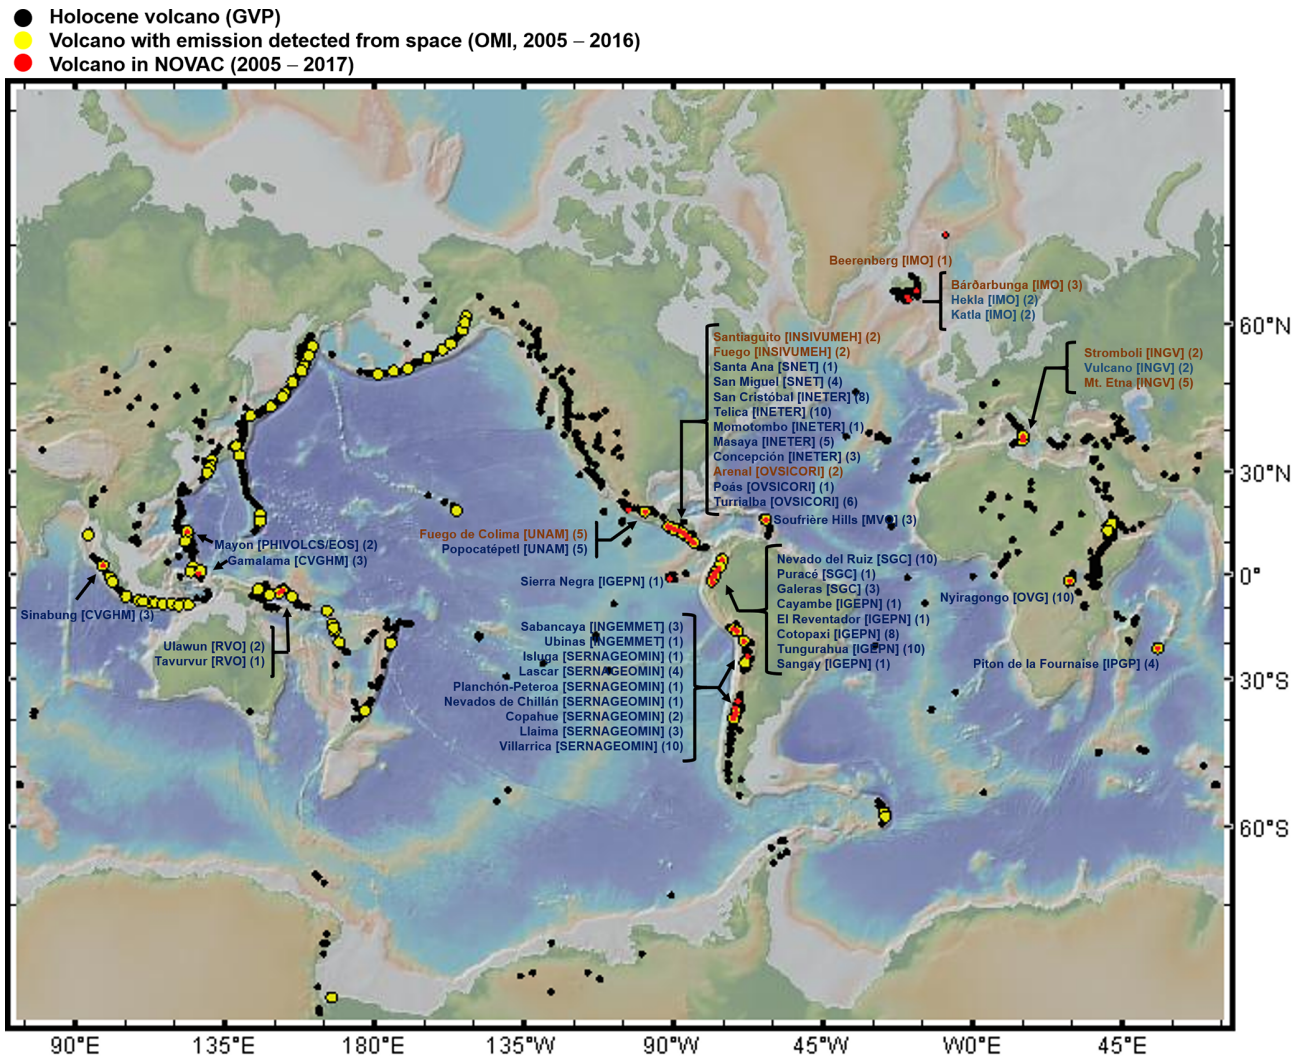 Holocene volcano (GVP)
Volcano with emission detected from space (OMI, 2005 – 2016)
Volcano in NOVAC (2005 – 2017)
Beerenberg [IMO] (1)
Bárðarbunga [IMO] (3)
Hekla [IMO] (2)
Katla [IMO] (2)
Santiaguito [INSIVUMEH] (2)
Fuego [INSIVUMEH] (2)
Santa Ana [SNET] (1)
San Miguel [SNET] (4)
San Cristóbal [INETER] (8)
Telica [INETER] (10)
Momotombo [INETER] (1)
Masaya [INETER] (5)
Concepción [INETER] (3)
Arenal [OVSICORI] (2)
Poás [OVSICORI] (1)
Turrialba [OVSICORI] (6)
Stromboli [INGV] (2)
Vulcano [INGV] (2)
Mt. Etna [INGV] (5)
Soufrière Hills [MVO] (3)
Fuego de Colima [UNAM] (5)
Popocatépetl [UNAM] (5)
Mayon [PHIVOLCS/EOS] (2)
Gamalama [CVGHM] (3)
Sinabung [CVGHM] (3)
Sierra Negra [IGEPN] (1)
Nevado del Ruiz [SGC] (10)
Puracé [SGC] (1)
Galeras [SGC] (3)
Cayambe [IGEPN] (1)
El Reventador [IGEPN] (1)
Cotopaxi [IGEPN] (8)
Tungurahua [IGEPN] (10)
Sangay [IGEPN] (1)
Nyiragongo [OVG] (10)
Ulawun [RVO] (2)
Tavurvur [RVO] (1)
Sabancaya [INGEMMET] (3)
Ubinas [INGEMMET] (1)
Isluga [SERNAGEOMIN] (1)
Lascar [SERNAGEOMIN] (4)
Planchón-Peteroa [SERNAGEOMIN] (1)
Nevados de Chillán [SERNAGEOMIN] (1)
Copahue [SERNAGEOMIN] (2)
Llaima [SERNAGEOMIN] (3)
Villarrica [SERNAGEOMIN] (10)
Piton de la Fournaise [IPGP] (4)
60°N
30°N
0°
30°S
60°S
90°E 135°E 180°E 135°W 90°W 45°W W0°E 45°E